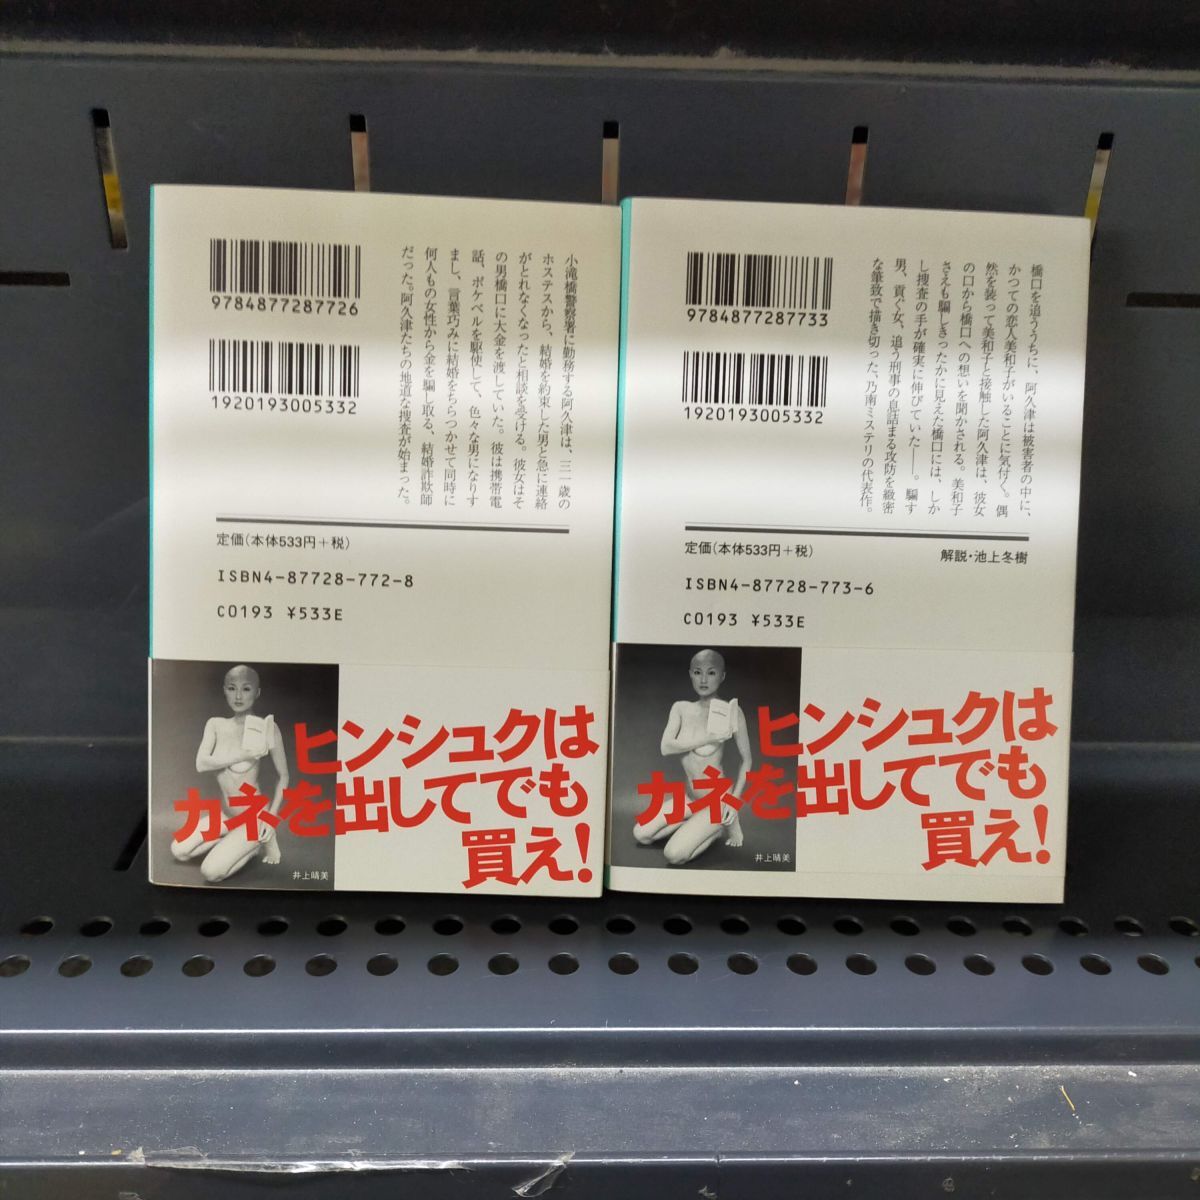 9784877287726
1920193005332
小滝橋警察署に勤務する阿久津は、三一歳の
ホステスから、結婚を約束した男と急に連絡
がとれなくなったと相談を受ける。彼女はそ
の男橋口に大金を渡していた。彼は携帯電
話、ポケベルを駆使して、色々な男になりす
まし、言葉巧みに結婚をちらつかせて同時に
何人もの女性から金を騙し取る、結婚詐欺師
だった。阿久津たちの地道な捜査が始まった。
定価(本体533円+税)
ISBN4-87728-772-8
C0193 ¥533E
ヒンシュクは
カネを出してでも
買え!
井上晴美
9784877287733
1920193005332
橋口を追ううちに、阿久津は被害者の中に、
かつての恋人美和子がいることに気付く。偶
然を装って美和子と接触した阿久津は、彼女
の口から橋口への想いを聞かされる。美和子
さえも騙しきったかに見えた橋口には、しか
し捜査の手が確実に伸びていた——。騙す
男、貢ぐ女、追う刑事の息詰まる攻防を緻密
な筆致で描き切った、乃南ミステリの代表作。
定価(本体533円+税)
解説・池上冬樹
ISBN4-87728-773-6
C0193 ¥533E
ヒンシュクは
カネを出してでも
買え!
井上晴美